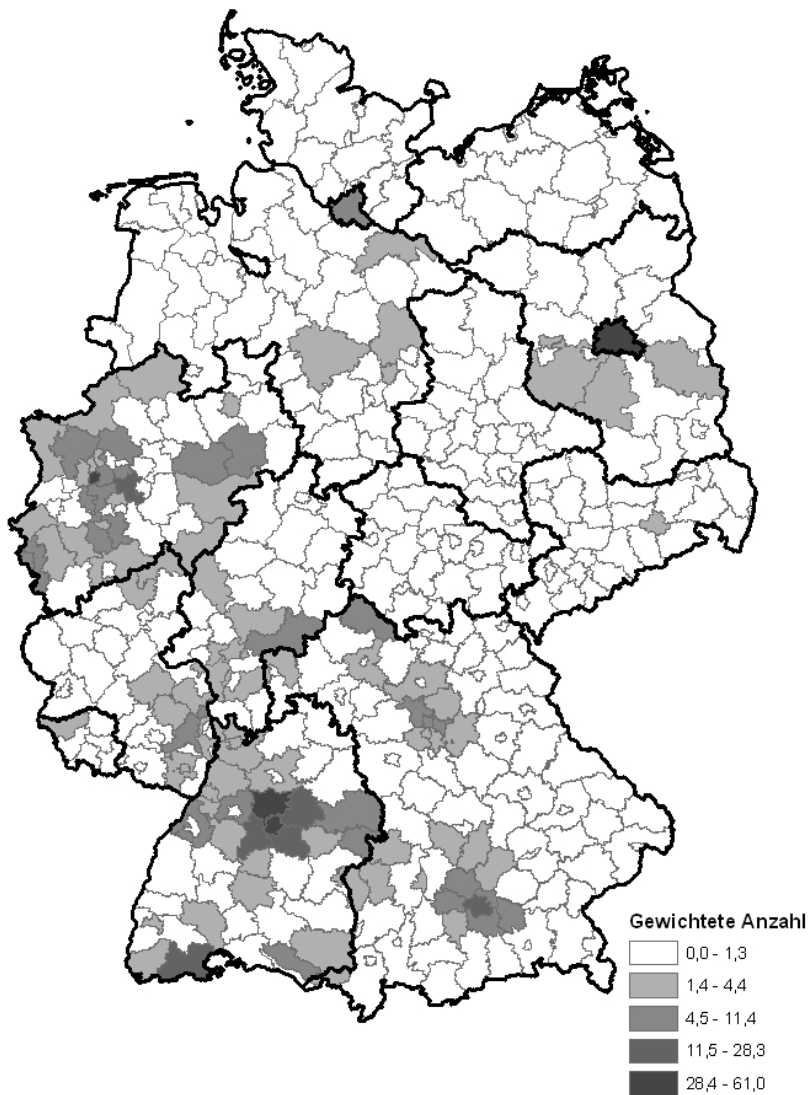 Gewichtete Anzahl
0,0 - 1,3
1,4 - 4,4
4,5 - 11,4
11,5 - 28,3
28,4 - 61,0